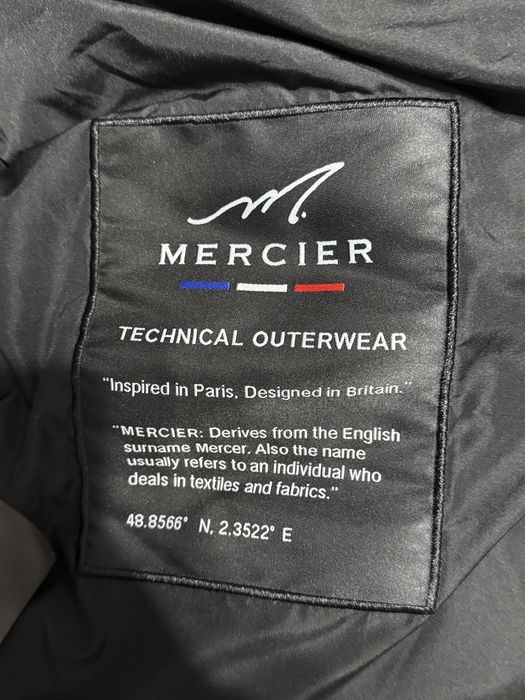 M.
MERCIER
TECHNICAL OUTERWEAR
"Inspired in Paris, Designed in Britain."
"MERCIER: Derives from the English
surname Mercer. Also the name
usually refers to an individual who
deals in textiles and fabrics."
48.8566° N, 2.3522° E